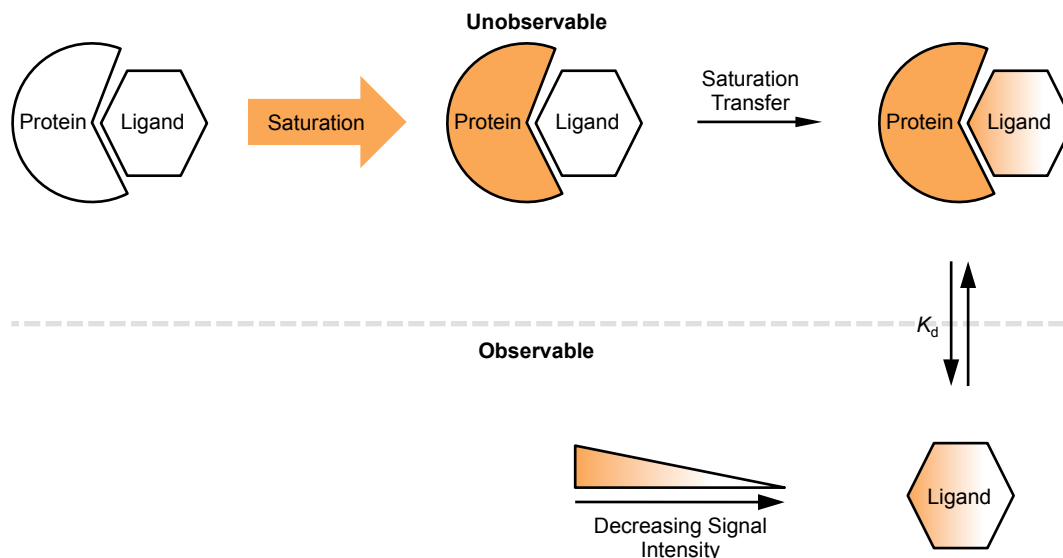 Unobservable
Protein
Ligand
Saturation
Protein
Ligand
Saturation
Transfer
Protein
Ligand
Kd
Observable
Decreasing Signal
Intensity
Ligand